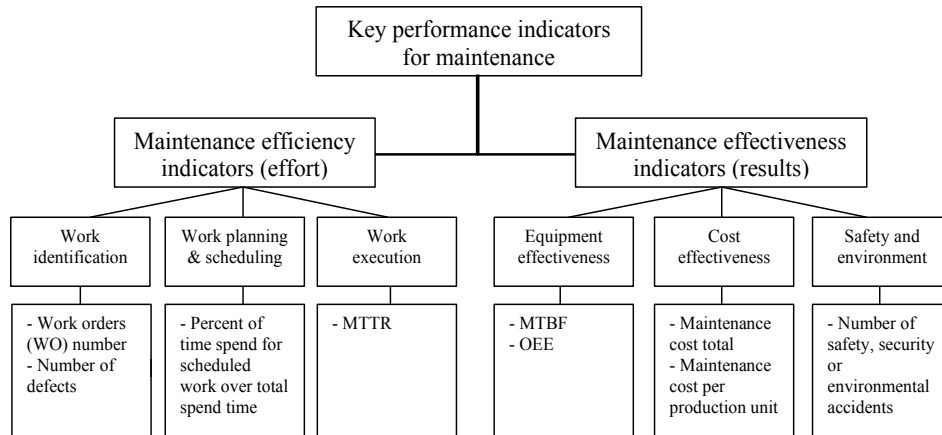 Key performance indicators
for maintenance
Maintenance efficiency
indicators (effort)
Maintenance effectiveness
indicators (results)
Work
identification
Work planning
& scheduling
Work
execution
Equipment
effectiveness
Cost
effectiveness
Safety and
environment
- Work orders
(WO) number
- Number of
defects
- Percent of
time spend for
scheduled
work over total
spend time
- MTTR
- MTBF
- OEE
- Maintenance
cost total
- Maintenance
cost per
production unit
- Number of
safety, security
or
environmental
accidents